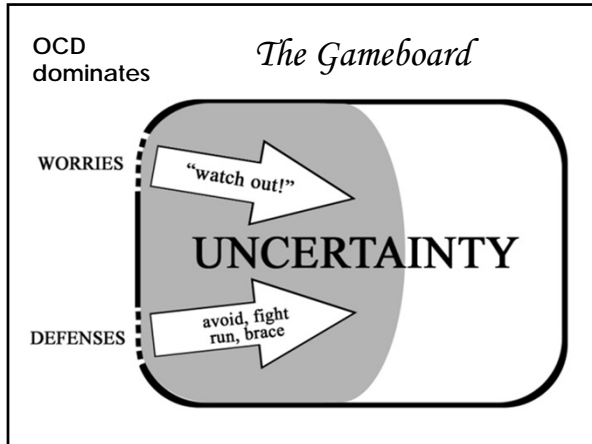 OCD
dominates
The Gameboard
WORRIES
"watch out!"
UNCERTAINTY
DEFENSES
avoid, fight
run, brace